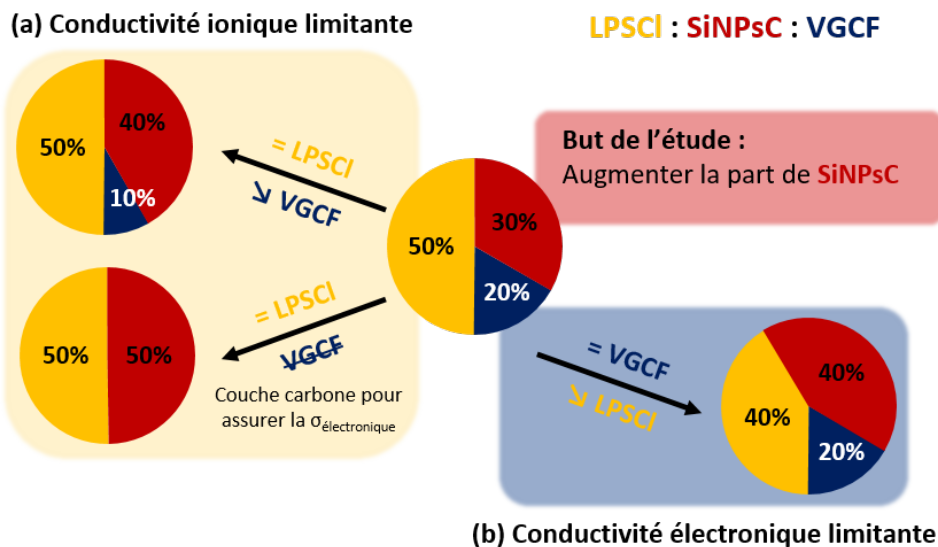 (a) Conductivité ionique limitante
LPSCl : SiNPsC : VGCF
50%
40%
10%
= LPSCl
↘ VGCF
But de l'étude :
Augmenter la part de SiNPsC
50%
30%
20%
50%
50%
= LPSCl
VGCF
Couche carbone pour
assurer la σélectronique
= VGCF
↘ LPSCl
40%
40%
20%
(b) Conductivité électronique limitante